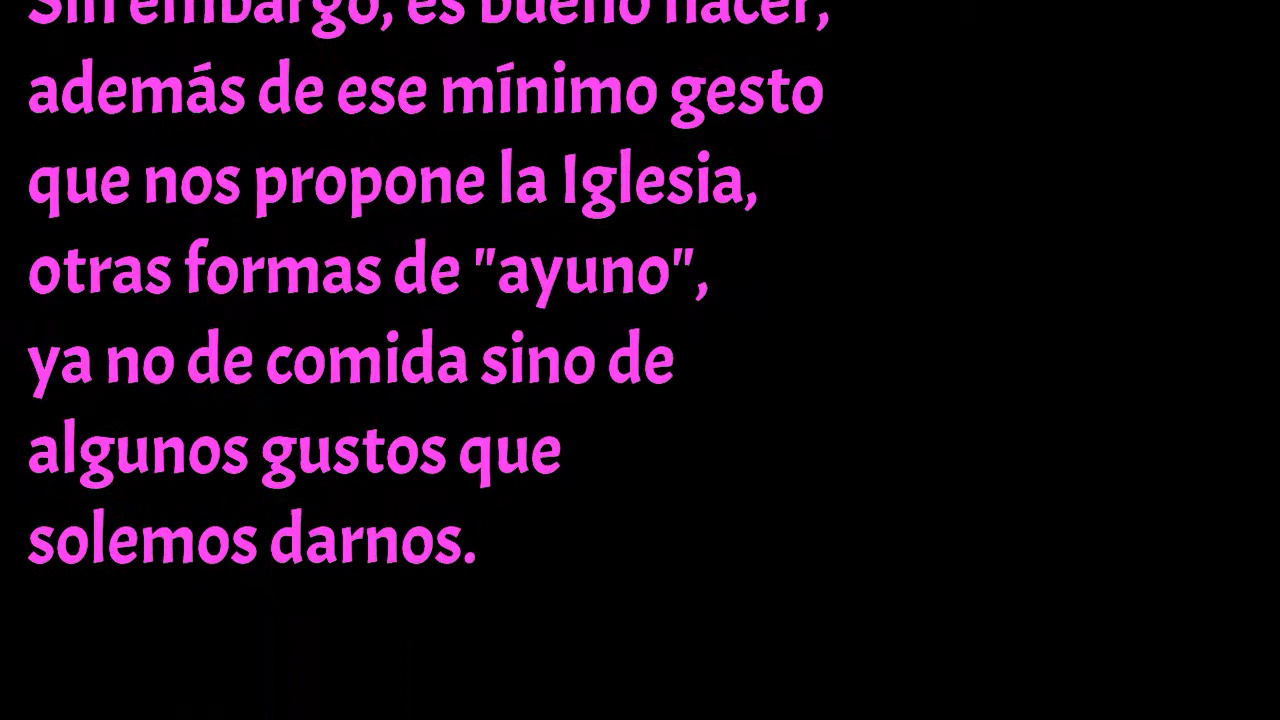 Sin embargo, es bueno hacer,
además de ese mínimo gesto
que nos propone la Iglesia,
otras formas de "ayuno",
ya no de comida sino de
algunos gustos que
solemos darnos.